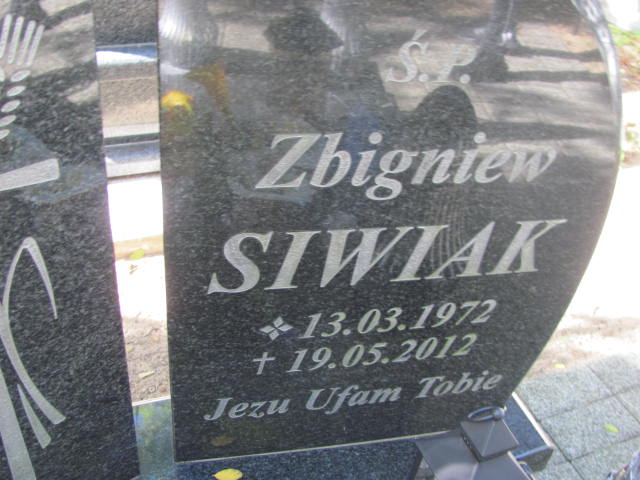 Ś.P.
Zbigniew
SIWIAK
❖ 13.03.1972
† 19.05.2012
Jezu Ufam Tobie